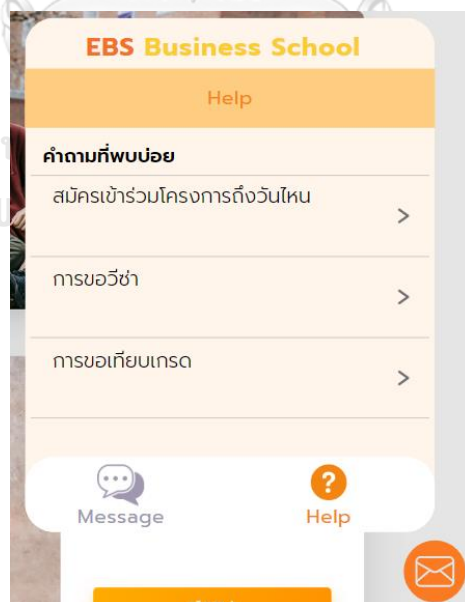 EBS Business School
Help
คำถามที่พบบ่อย
สมัครเข้าร่วมโครงการถึงวันไหน
การขอวีซ่า
การขอเทียบเกรด
Message
Help